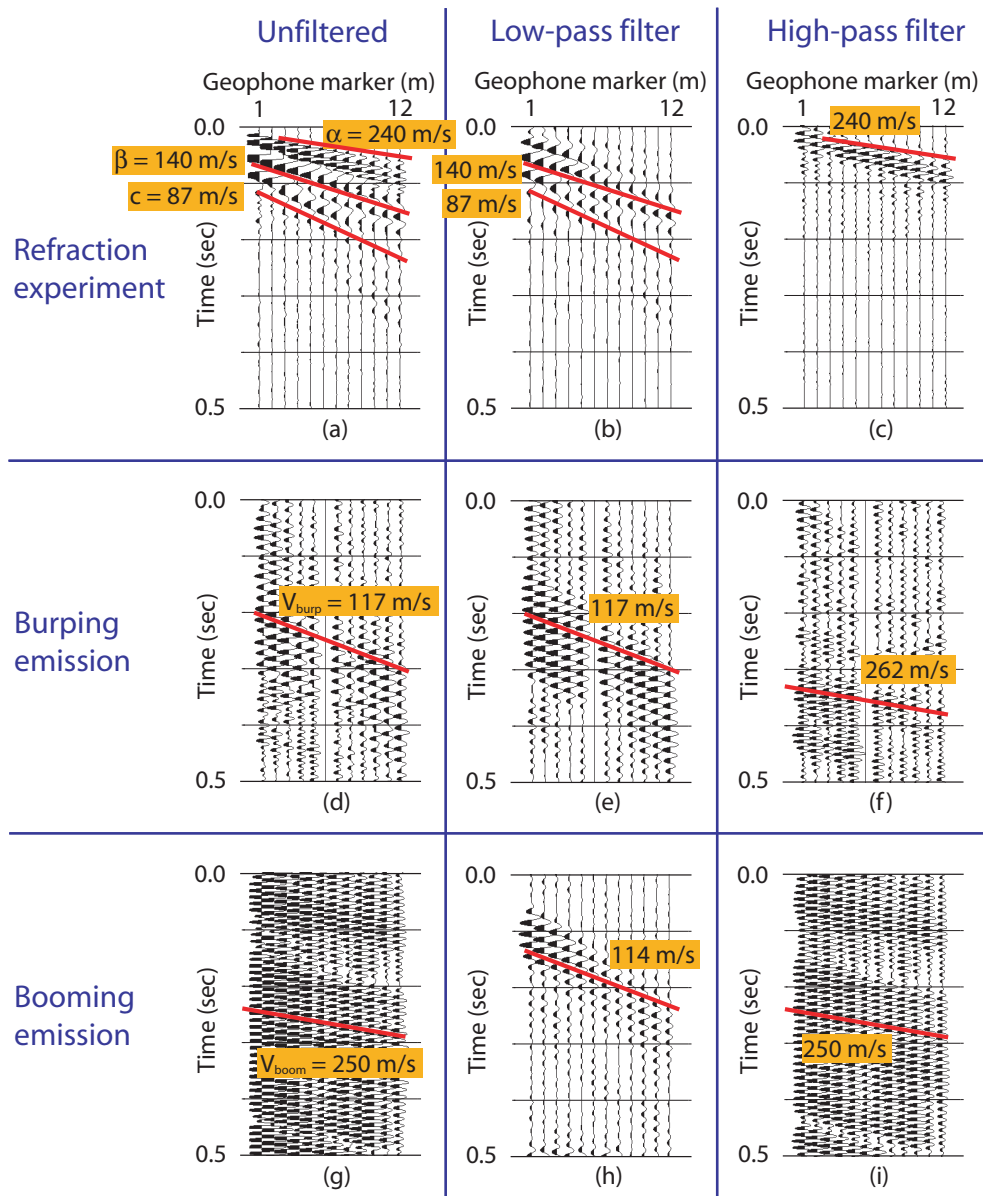 Unfiltered
Low-pass filter
High-pass filter
Geophone marker (m)
Geophone marker (m)
Geophone marker (m)
1
12
1
12
1
12
Refraction
experiment
Time (sec)
0.0
0.5
α = 240 m/s
β = 140 m/s
c = 87 m/s
(a)
Time (sec)
0.0
0.5
140 m/s
87 m/s
(b)
Time (sec)
0.0
0.5
240 m/s
(c)
Burping
emission
Time (sec)
0.0
0.5
Vburp = 117 m/s
(d)
Time (sec)
0.0
0.5
117 m/s
(e)
Time (sec)
0.0
0.5
262 m/s
(f)
Booming
emission
Time (sec)
0.0
0.5
Vboom = 250 m/s
(g)
Time (sec)
0.0
0.5
114 m/s
(h)
Time (sec)
0.0
0.5
250 m/s
(i)